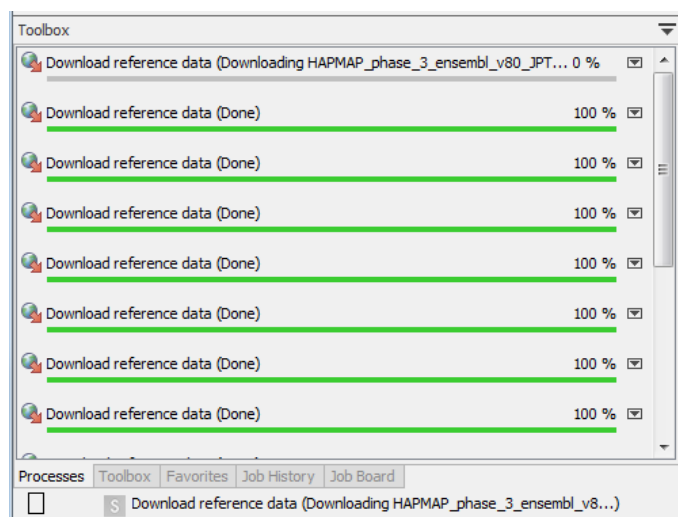 Toolbox
Download reference data (Downloading HAPMAP_phase_3_ensembl_v80_JPT... 0 %
Download reference data (Done) 100 %
Download reference data (Done) 100 %
Download reference data (Done) 100 %
Download reference data (Done) 100 %
Download reference data (Done) 100 %
Download reference data (Done) 100 %
Download reference data (Done) 100 %
Processes Toolbox Favorites Job History Job Board
S Download reference data (Downloading HAPMAP_phase_3_ensembl_v8...)